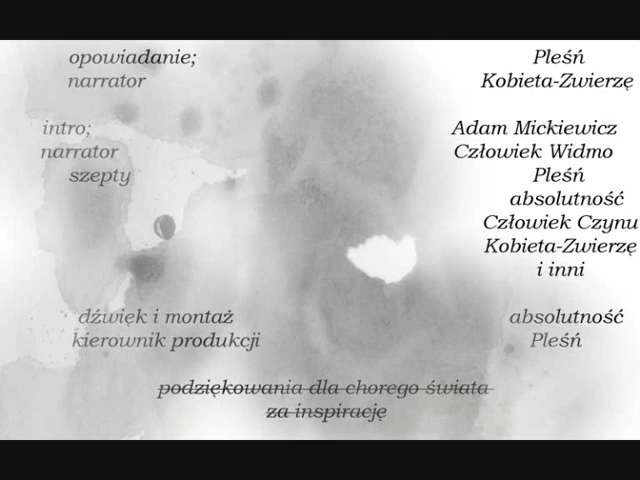 opowiadanie; Pleśń
narrator Kobieta-Zwierzę
intro; Adam Mickiewicz
narrator Człowiek Widmo
szepty Pleśń
absolutność
Człowiek Czynu
Kobieta-Zwierzę
i inni
dźwięk i montaż absolutność
kierownik produkcji Pleśń
podziękowania dla chorego świata
za inspirację